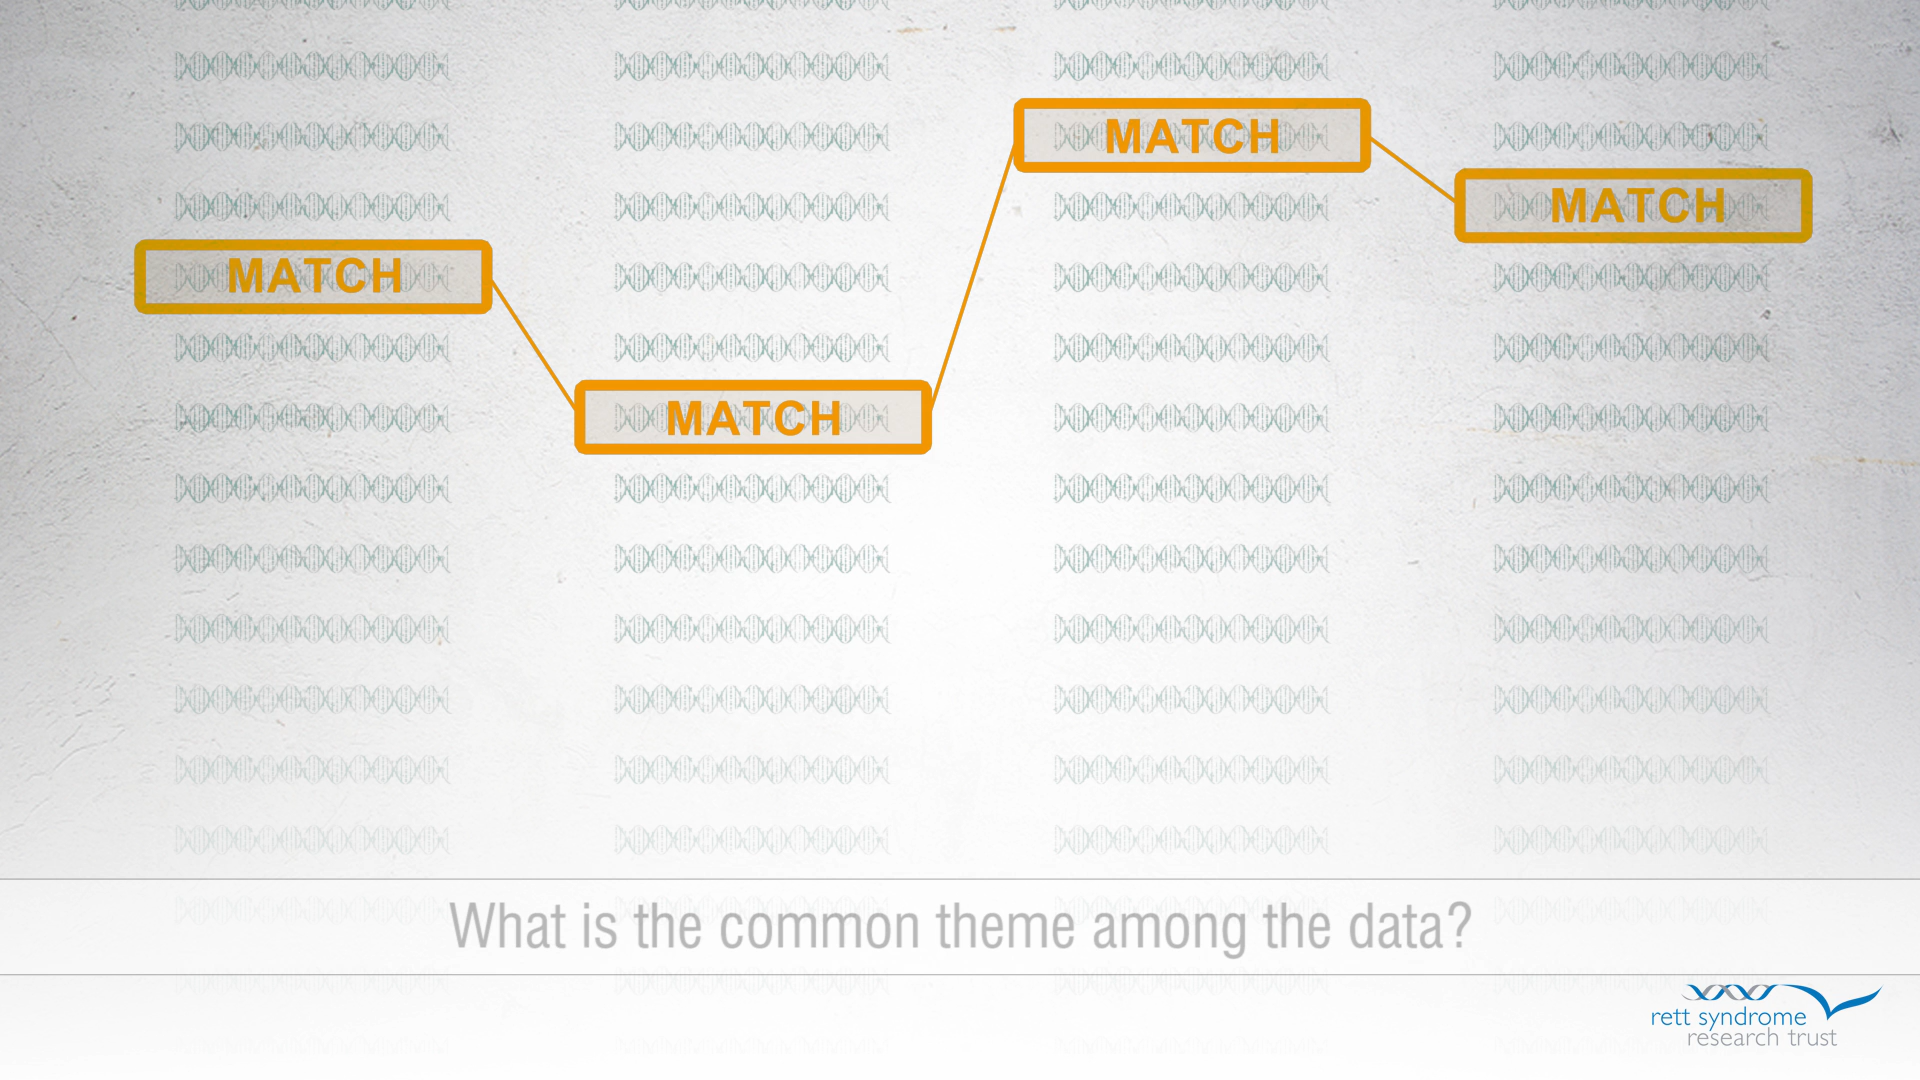 MATCH
MATCH
MATCH
MATCH
What is the common theme among the data?
rett syndrome
research trust